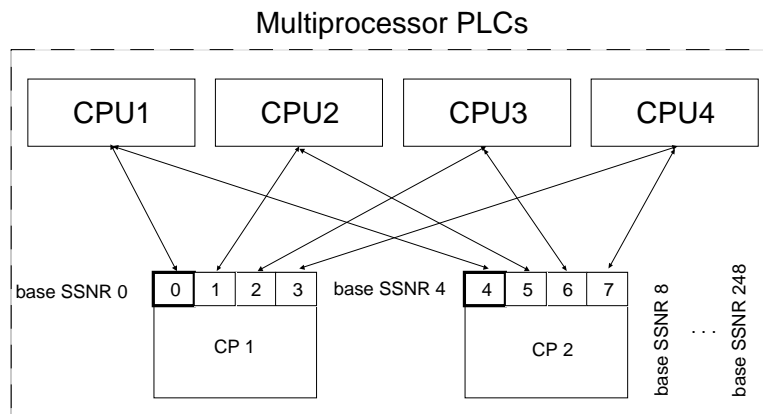 Multiprocessor PLCs
CPU1 CPU2 CPU3 CPU4
base SSNR 0 0 1 2 3 base SSNR 4 4 5 6 7
CP 1 CP 2
base SSNR 8
. . .
base SSNR 248